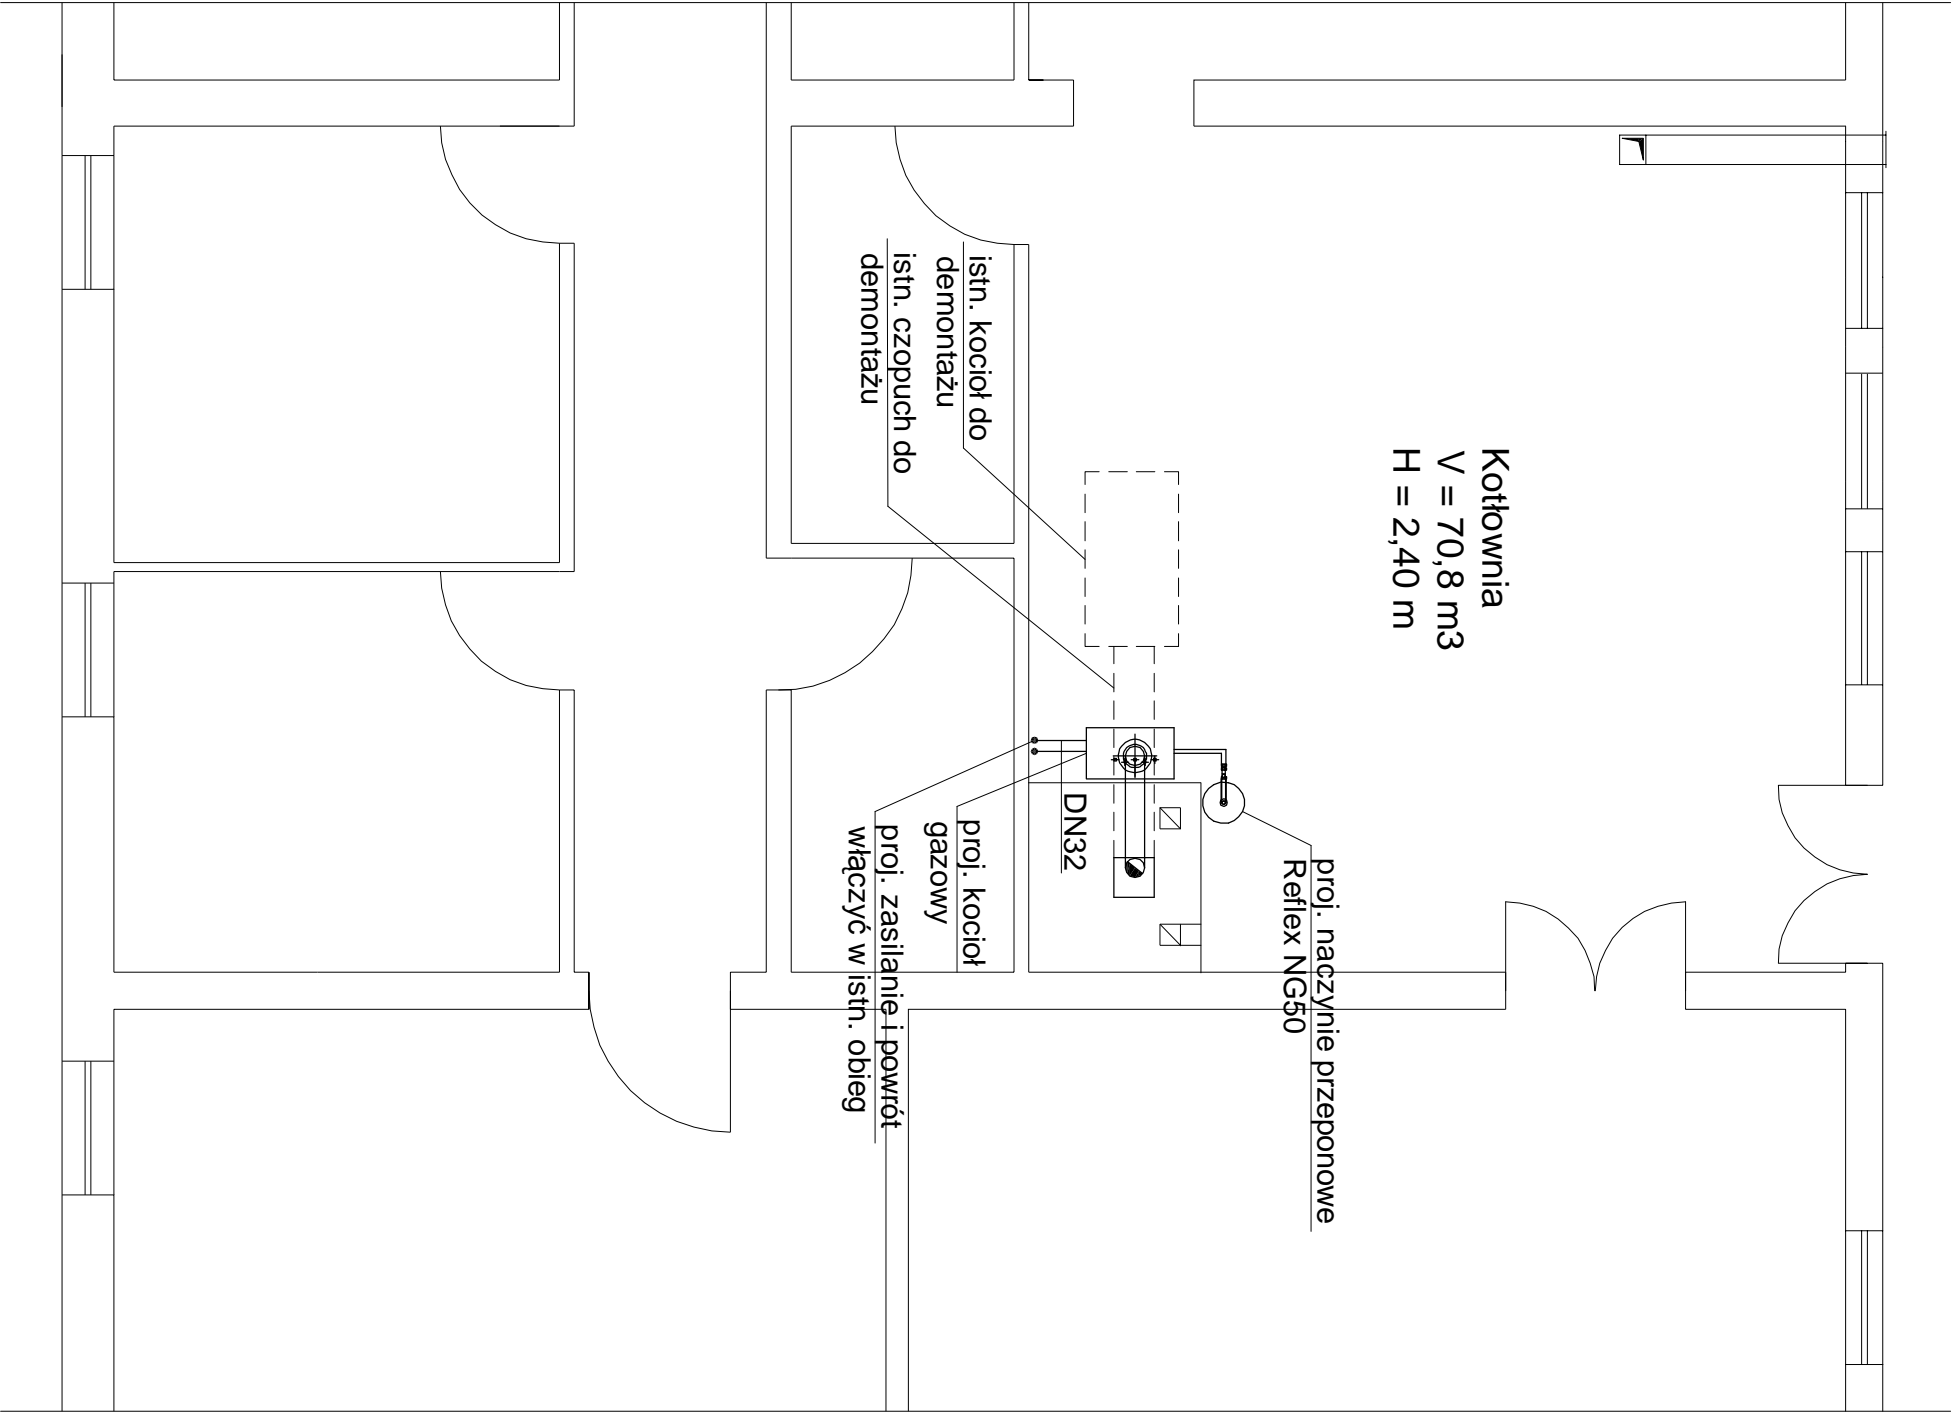 Kotłownia
V = 70,8 m3
H = 2,40 m
istn. kocioł do
demontażu
istn. czopuch do
demontażu
proj. naczynie przeponowe
Reflex NG50
DN32
proj. kocioł
gazowy
proj. zasilanie i powrót
włączyć w istn. obieg